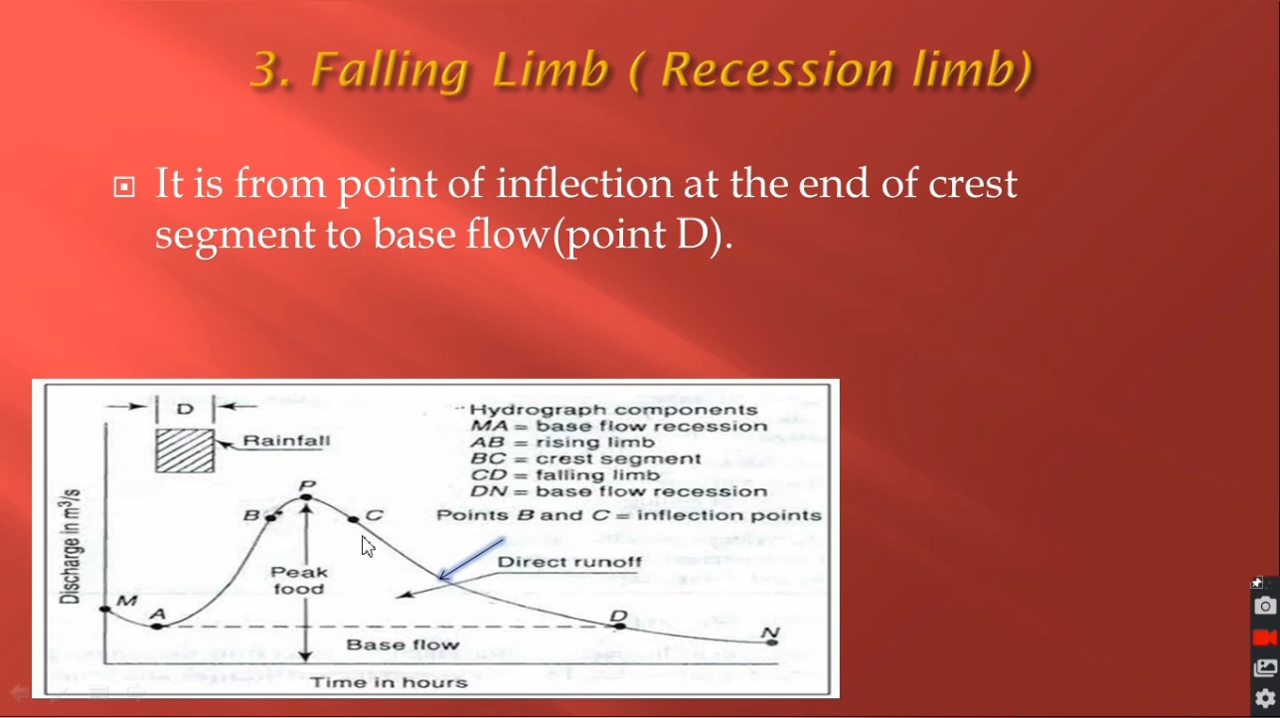 3. Falling Limb ( Recession limb)
It is from point of inflection at the end of crest
segment to base flow(point D).
D
Rainfall
Hydrograph components
MA = base flow recession
AB = rising limb
BC = crest segment
CD = falling limb
DN = base flow recession
Points B and C = inflection points
P
B
C
Direct runoff
Peak
food
Discharge in m³/s
M
A
D
N
Base flow
Time in hours